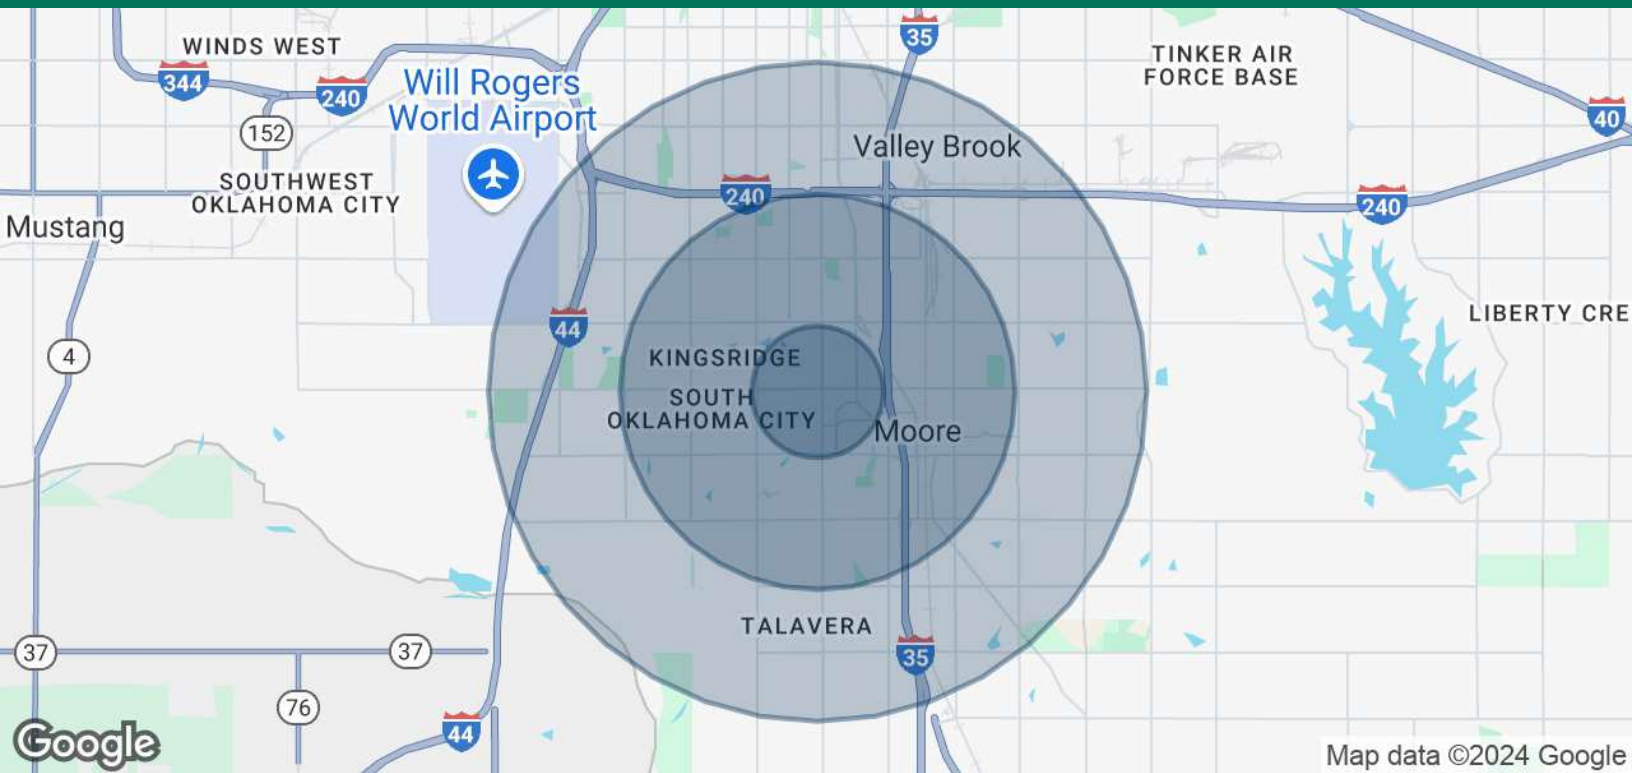 35
WINDS WEST
TINKER AIR
FORCE BASE
344
240
Will Rogers
World Airport
40
152
Valley Brook
SOUTHWEST
OKLAHOMA CITY
240
240
Mustang
LIBERTY CRE
44
4
KINGSRIDGE
SOUTH
OKLAHOMA CITY
Moore
TALAVERA
37
37
35
76
44
Google
Map data ©2024 Google